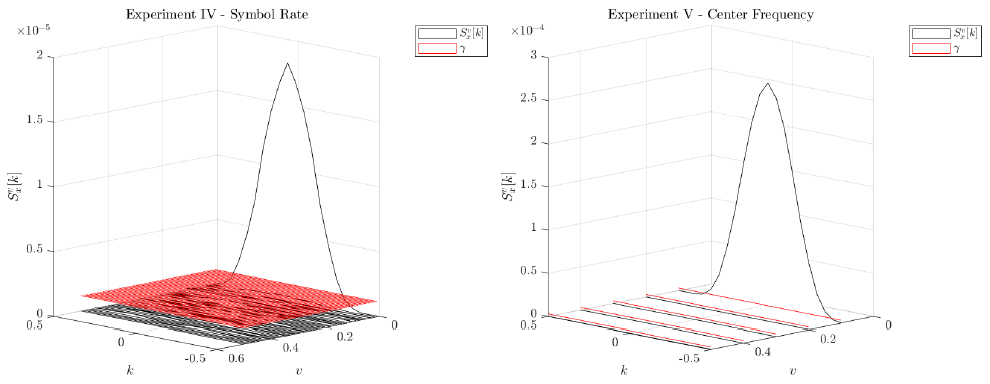 Experiment IV - Symbol Rate
×10⁻⁵
2
1.5
1
0.5
0
S_x^v[k]
0.5
0
-0.5
k
0.6
0.4
0.2
0
v
S_x^v[k]
γ
Experiment V - Center Frequency
×10⁻⁴
3
2.5
2
1.5
1
0.5
0
S_x^v[k]
0.5
0
-0.5
k
0.4
0.2
0
v
S_x^v[k]
γ